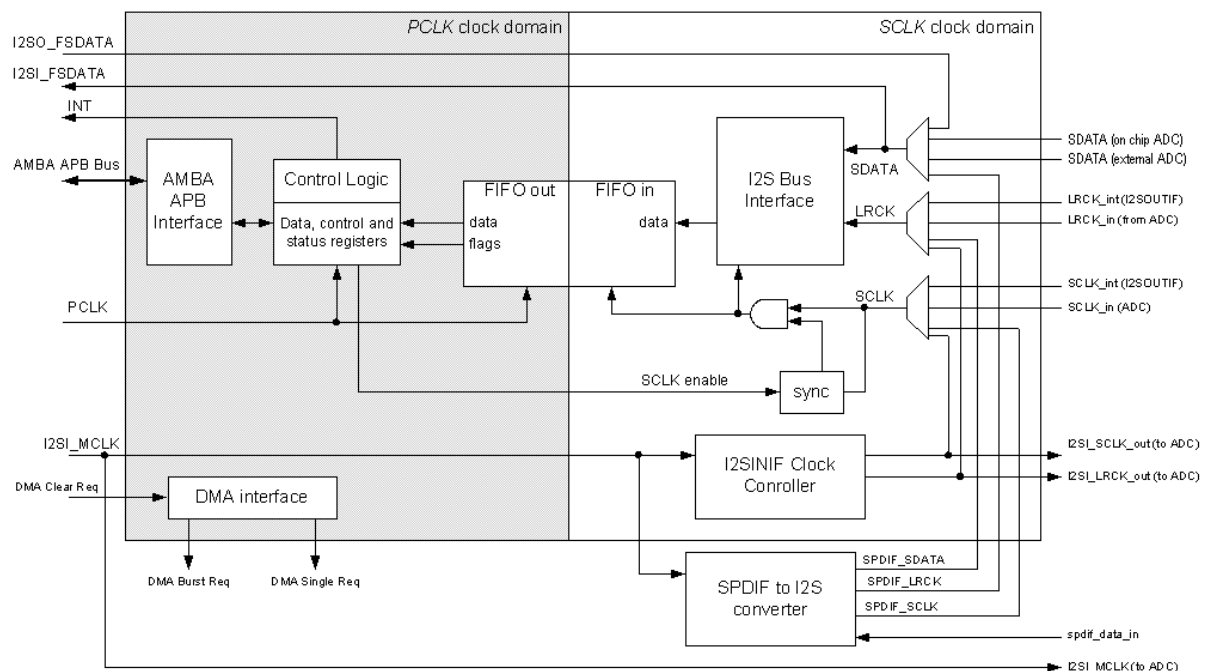 PCLK clock domain
SCLK clock domain
I2SO_FSDATA
I2SI_FSDATA
INT
AMBA APB Bus
AMBA
APB
Interface
Control Logic
Data, control and
status registers
FIFO out
FIFO in
data
flags
data
I2S Bus
Interface
SDATA
LRCK
SDATA (on chip ADC)
SDATA (external ADC)
LRCK_int (I2SOUTIF)
LRCK_in (from ADC)
SCLK
SCLK_int (I2SOUTIF)
SCLK_in (ADC)
PCLK
SCLK enable
sync
I2SI_MCLK
I2SINIF Clock
Conroller
I2SI_SCLK_out (to ADC)
I2SI_LRCK_out (to ADC)
DMA Clear Req
DMA interface
DMA Burst Req
DMA Single Req
SPDIF to I2S
converter
SPDIF_SDATA
SPDIF_LRCK
SPDIF_SCLK
spdif_data_in
I2SI_MCLK (to ADC)